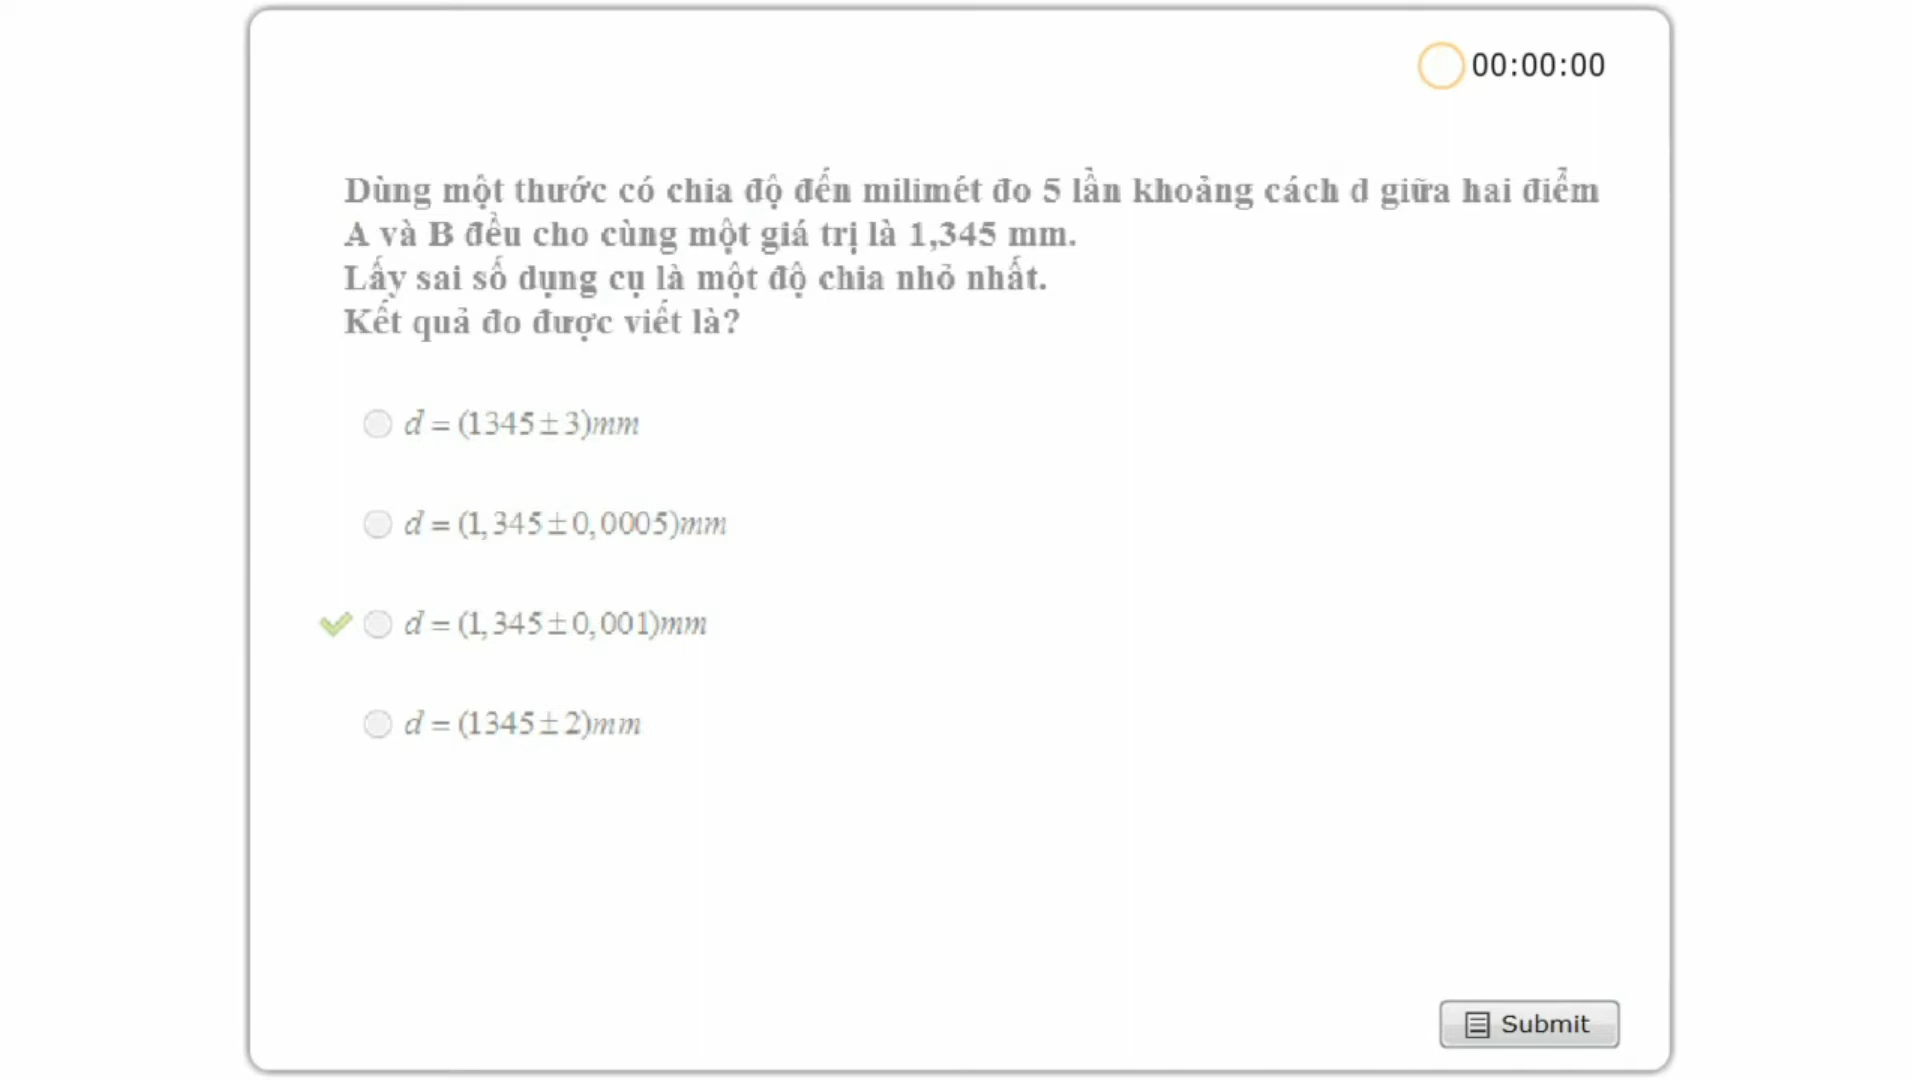 00:00:00
Dùng một thước có chia độ đến milimét đo 5 lần khoảng cách d giữa hai điểm
A và B đều cho cùng một giá trị là 1,345 mm.
Lấy sai số dụng cụ là một độ chia nhỏ nhất.
Kết quả đo được viết là?
d = (1345±3)mm
d = (1,345±0,0005)mm
d = (1,345±0,001)mm
d = (1345±2)mm
Submit